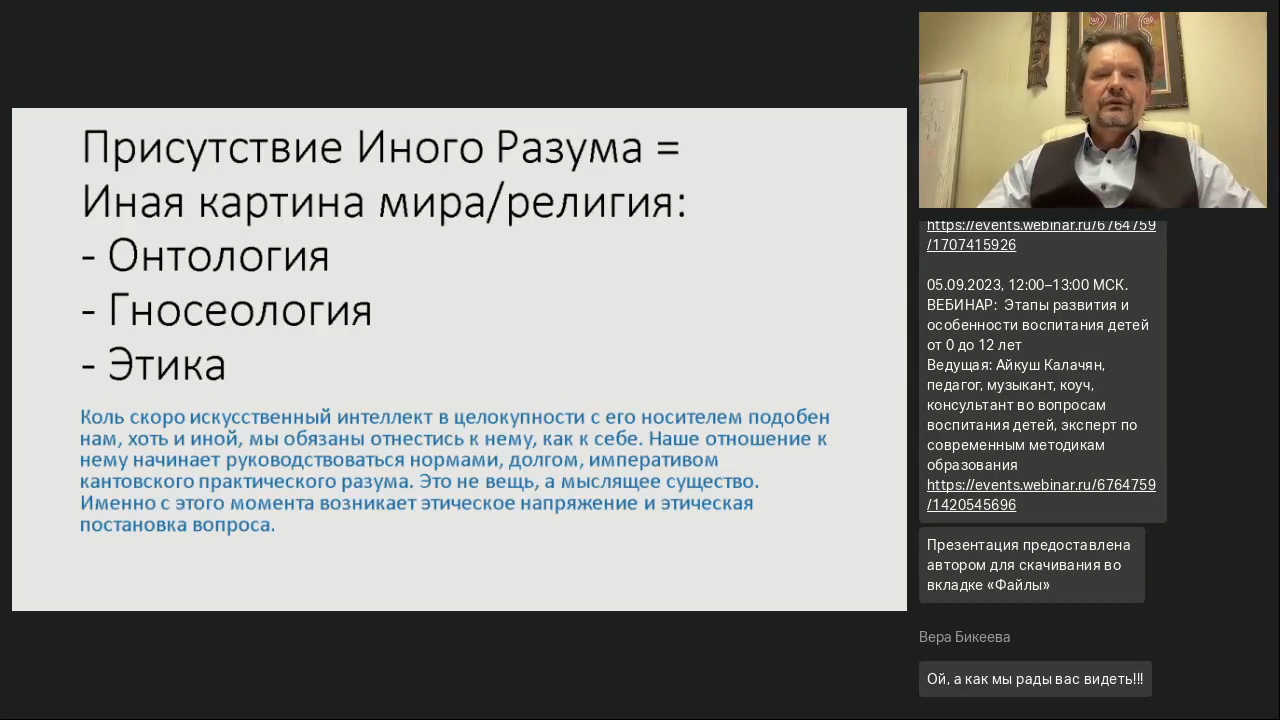 Присутствие Иного Разума =
Иная картина мира/религия:
- Онтология
- Гносеология
- Этика
Коль скоро искусственный интеллект в целокупности с его носителем подобен
нам, хоть и иной, мы обязаны отнестись к нему, как к себе. Наше отношение к
нему начинает руководствоваться нормами, долгом, императивом
кантовского практического разума. Это не вещь, а мыслящее существо.
Именно с этого момента возникает этическое напряжение и этическая
постановка вопроса.
https://events.webinar.ru/6764759
/1707415926
05.09.2023, 12:00–13:00 МСК.
ВЕБИНАР:  Этапы развития и
особенности воспитания детей
от 0 до 12 лет
Ведущая: Айкуш Калачян,
педагог, музыкант, коуч,
консультант во вопросам
воспитания детей, эксперт по
современным методикам
образования
https://events.webinar.ru/6764759
/1420545696
Презентация предоставлена
автором для скачивания во
вкладке «Файлы»
Вера Бикеева
Ой, а как мы рады вас видеть!!!